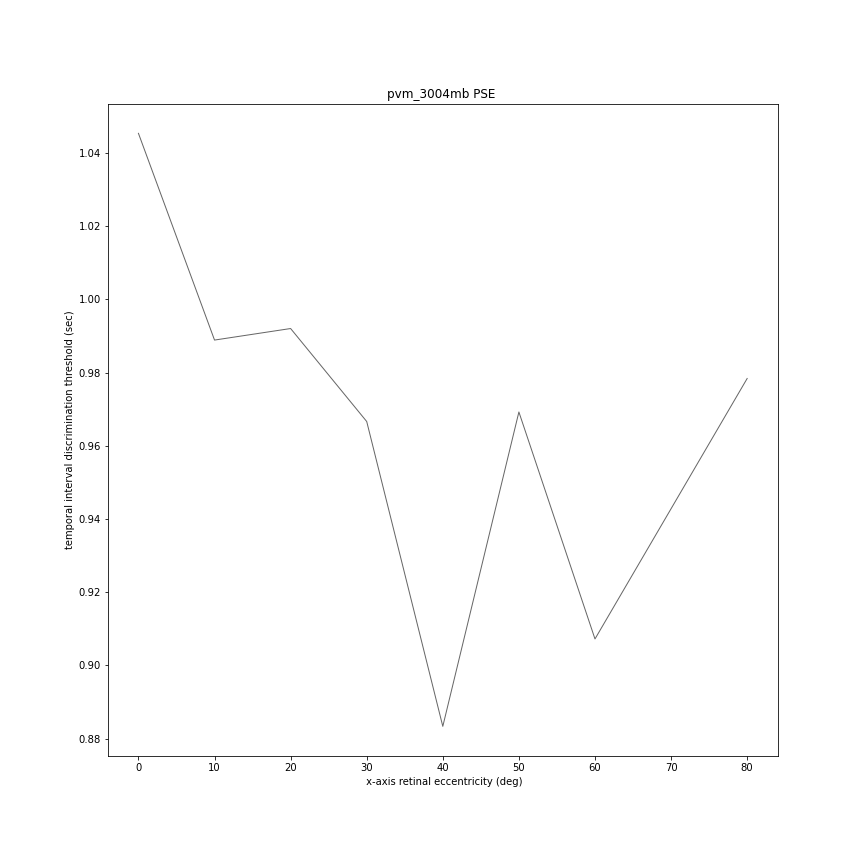 pvm_3004mb PSE
temporal interval discrimination threshold (sec)
1.04
1.02
1.00
0.98
0.96
0.94
0.92
0.90
0.88
0 10 20 30 40 50 60 70 80
x-axis retinal eccentricity (deg)